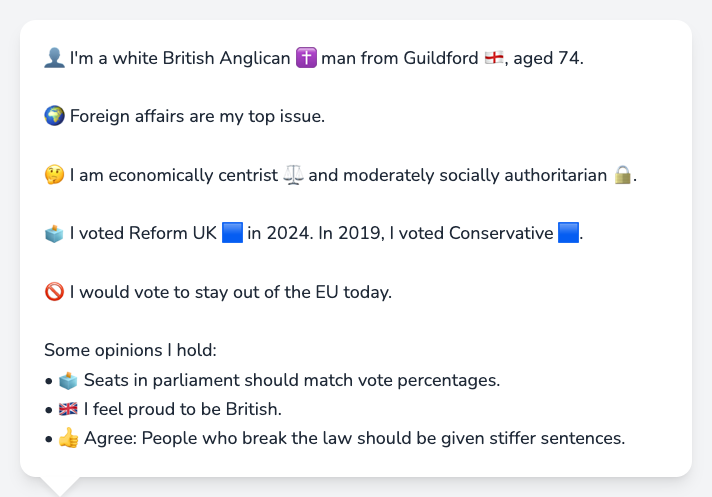 👤 I'm a white British Anglican ✝️ man from Guildford 🏴󠁧󠁢󠁥󠁮󠁧󠁿, aged 74.
🌍 Foreign affairs are my top issue.
🤔 I am economically centrist ⚖️ and moderately socially authoritarian 🔒.
🗳️ I voted Reform UK 🟦 in 2024. In 2019, I voted Conservative 🟦.
🚫 I would vote to stay out of the EU today.
Some opinions I hold:
• 🗳️ Seats in parliament should match vote percentages.
• 🇬🇧 I feel proud to be British.
• 👍 Agree: People who break the law should be given stiffer sentences.